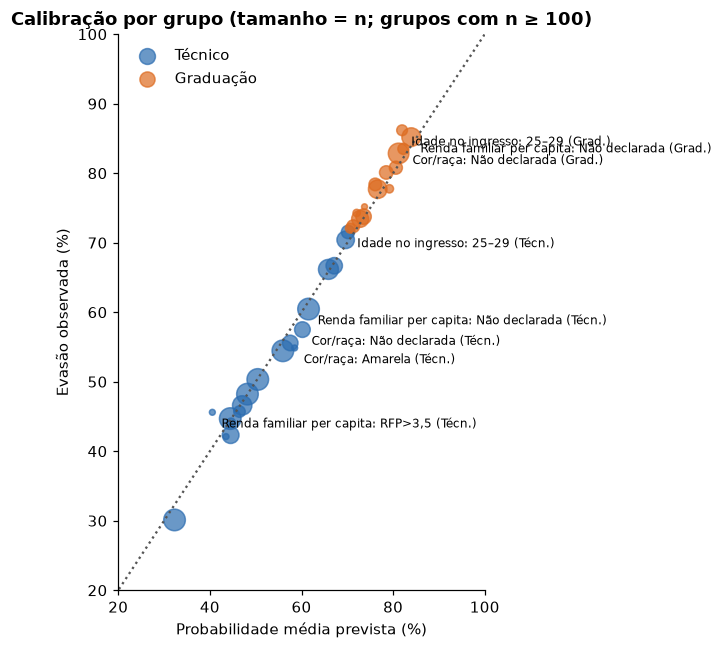 Calibração por grupo (tamanho = n; grupos com n ≥ 100)
Técnico
Graduação
Idade no ingresso: 25–29 (Grad.)
Renda familiar per capita: Não declarada (Grad.)
Cor/raça: Não declarada (Grad.)
Idade no ingresso: 25–29 (Técn.)
Renda familiar per capita: Não declarada (Técn.)
Cor/raça: Não declarada (Técn.)
Cor/raça: Amarela (Técn.)
Renda familiar per capita: RFP>3,5 (Técn.)
Evasão observada (%)
100
90
80
70
60
50
40
30
20
20 40 60 80 100
Probabilidade média prevista (%)